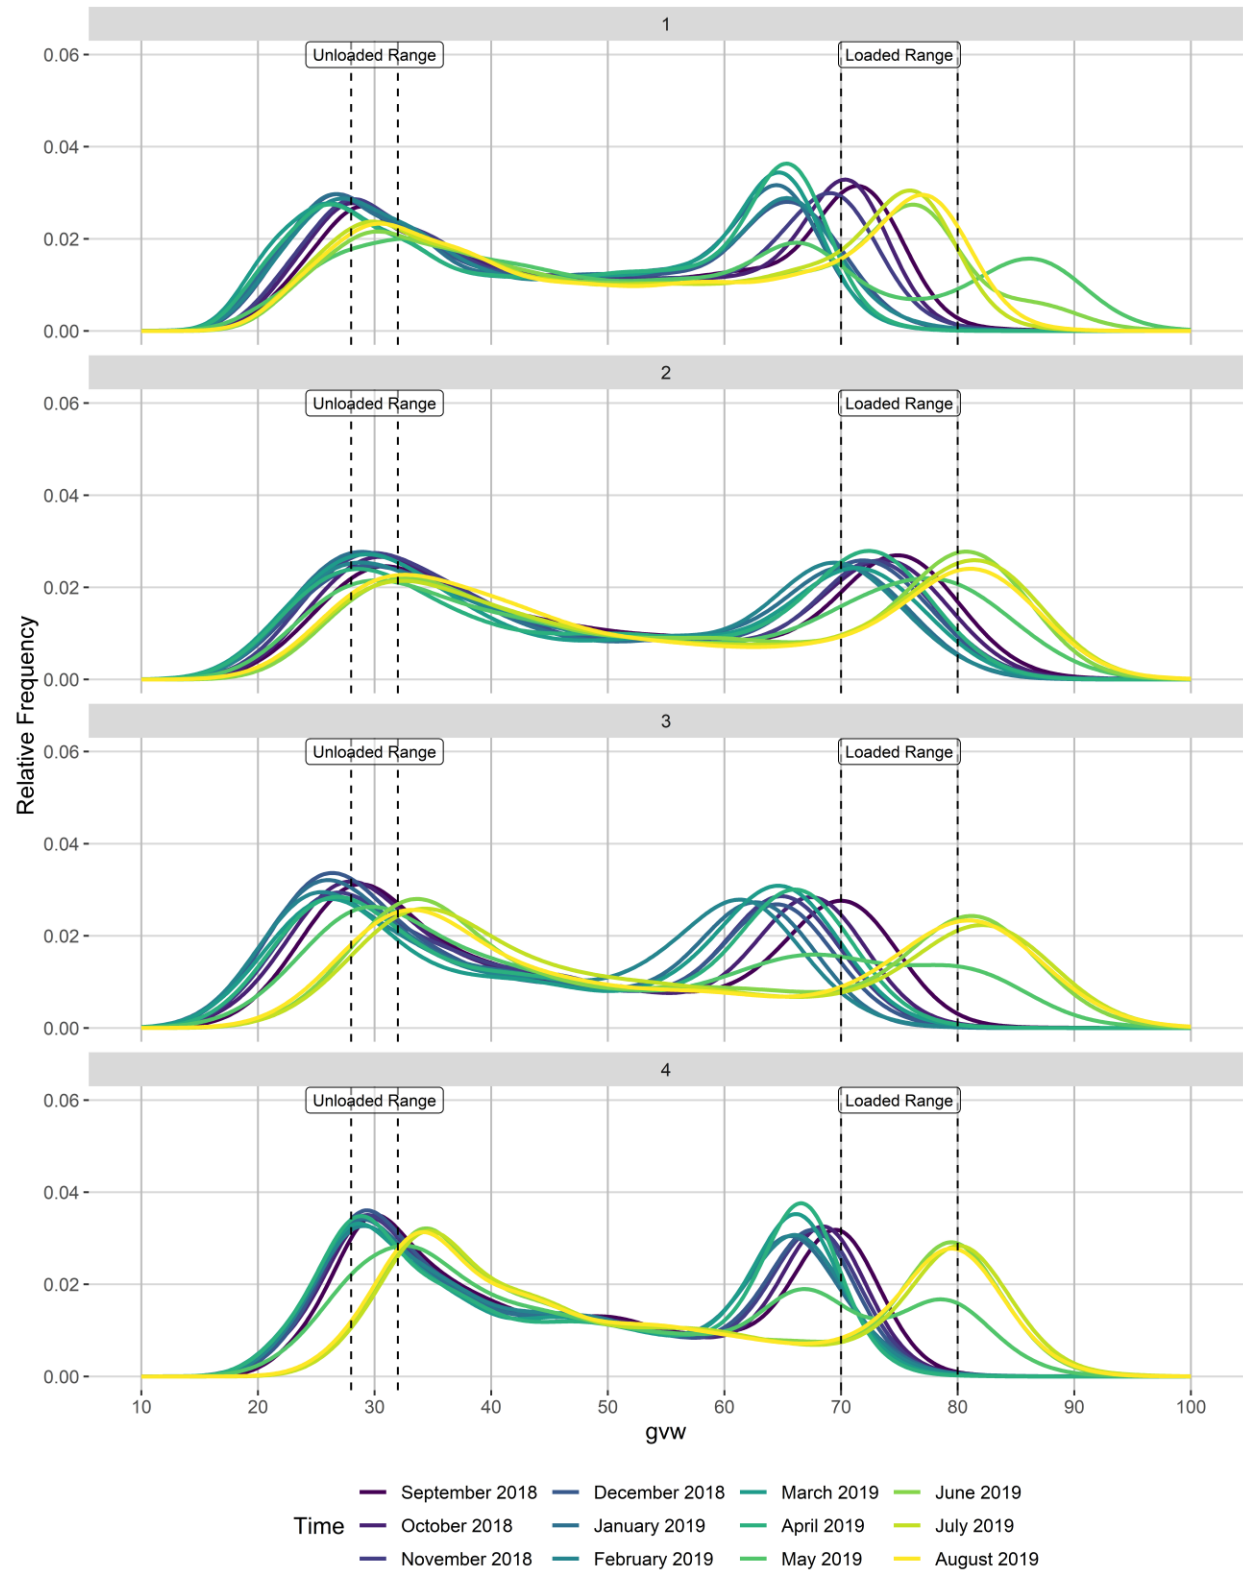 1
Unloaded Range
Loaded Range
0.06
0.04
0.02
0.00
2
Unloaded Range
Loaded Range
0.06
0.04
0.02
0.00
3
Unloaded Range
Loaded Range
0.06
0.04
0.02
0.00
4
Unloaded Range
Loaded Range
0.06
0.04
0.02
0.00
Relative Frequency
10 20 30 40 50 60 70 80 90 100
gvw
Time
September 2018 December 2018 March 2019 June 2019
October 2018 January 2019 April 2019 July 2019
November 2018 February 2019 May 2019 August 2019